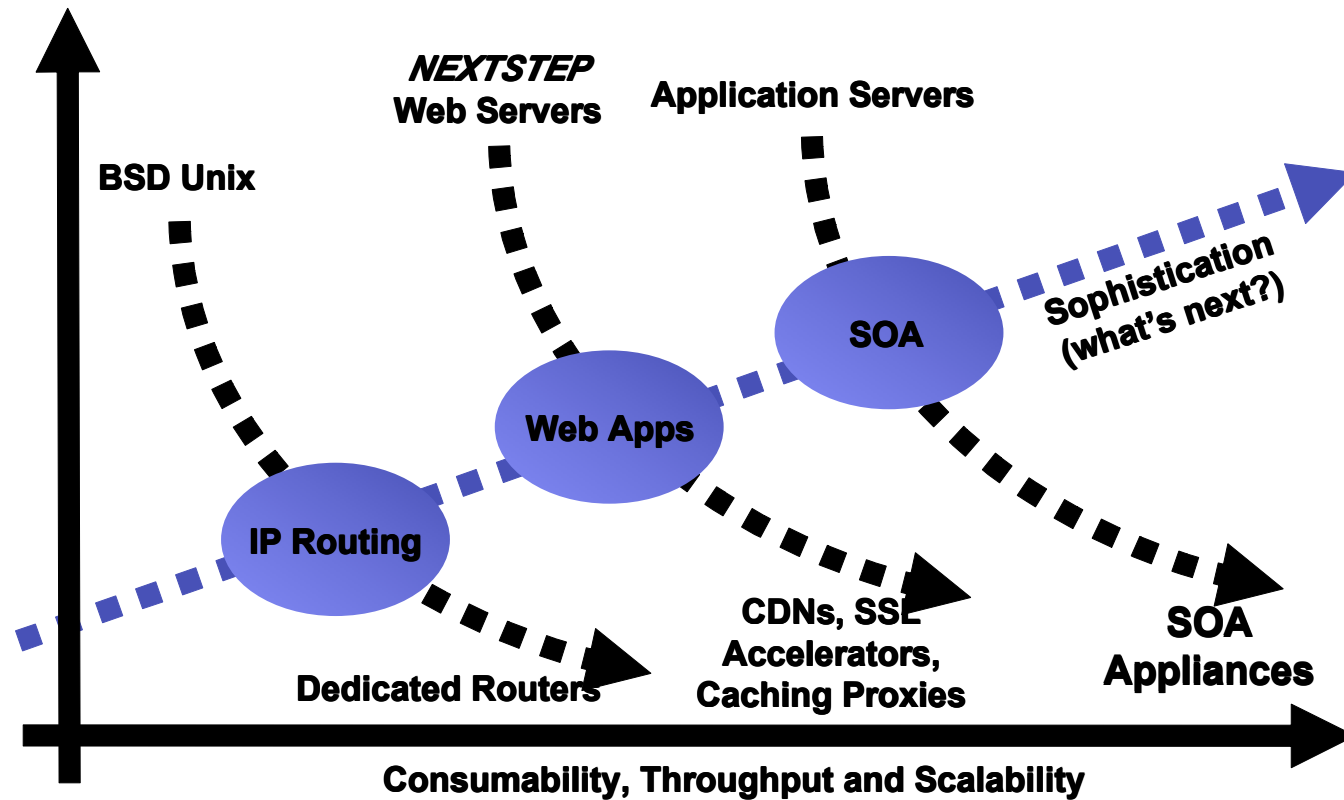 NEXTSTEP
Web Servers
Application Servers
BSD Unix
Sophistication
(what's next?)
SOA
Web Apps
IP Routing
CDNs, SSL
Accelerators,
Caching Proxies
SOA
Appliances
Dedicated Routers
Consumability, Throughput and Scalability